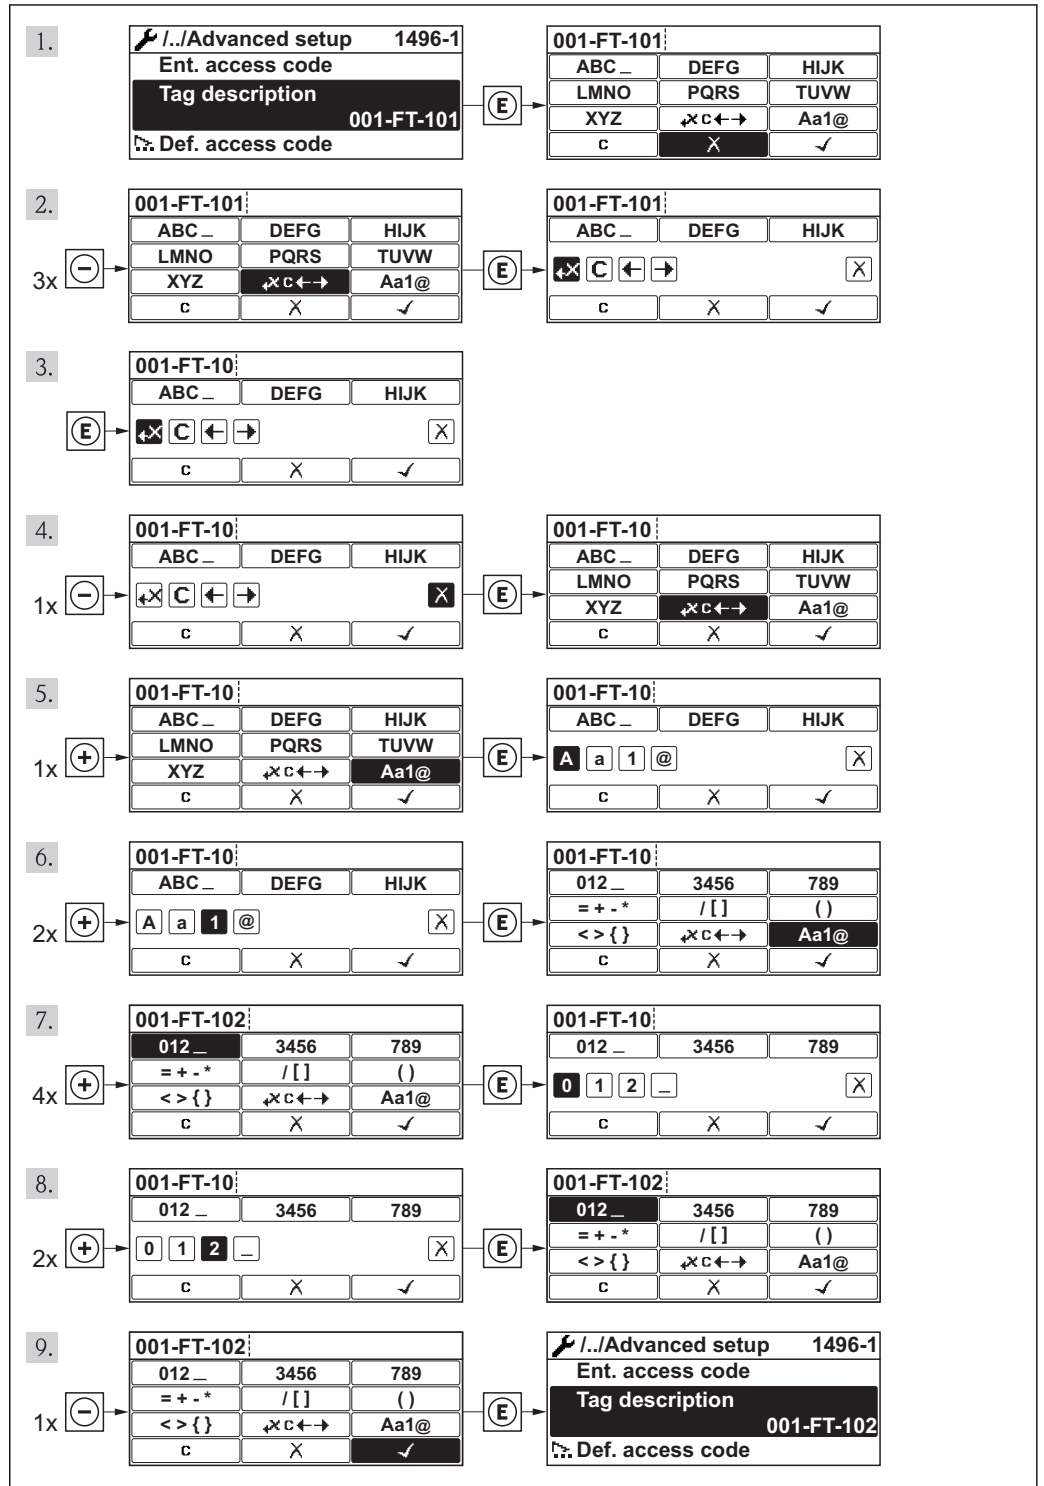 1.
/../Advanced setup 1496-1
Ent. access code
Tag description
001-FT-101
Def. access code
E
001-FT-101
ABC_ DEFG HIJK
LMNO PQRS TUVW
XYZ C←→ Aa1@
C X ✓
2.
3x
001-FT-101
ABC_ DEFG HIJK
LMNO PQRS TUVW
XYZ C←→ Aa1@
C X ✓
E
001-FT-101
ABC_ DEFG HIJK
C ← → X
C X ✓
3.
E
001-FT-10
ABC_ DEFG HIJK
C ← → X
C X ✓
4.
1x
001-FT-10
ABC_ DEFG HIJK
C ← → X
C X ✓
E
001-FT-10
ABC_ DEFG HIJK
LMNO PQRS TUVW
XYZ C←→ Aa1@
C X ✓
5.
1x
001-FT-10
ABC_ DEFG HIJK
LMNO PQRS TUVW
XYZ C←→ Aa1@
C X ✓
E
001-FT-10
ABC_ DEFG HIJK
A a 1 @ X
C X ✓
6.
2x
001-FT-10
ABC_ DEFG HIJK
A a 1 @ X
C X ✓
E
001-FT-10
012_ 3456 789
= + - * / [ ] ( )
< > { } C←→ Aa1@
C X ✓
7.
4x
001-FT-102
012_ 3456 789
= + - * / [ ] ( )
< > { } C←→ Aa1@
C X ✓
E
001-FT-10
012_ 3456 789
0 1 2 _ X
C X ✓
8.
2x
001-FT-10
012_ 3456 789
0 1 2 _ X
C X ✓
E
001-FT-102
012_ 3456 789
= + - * / [ ] ( )
< > { } C←→ Aa1@
C X ✓
9.
1x
001-FT-102
012_ 3456 789
= + - * / [ ] ( )
< > { } C←→ Aa1@
C X ✓
E
/../Advanced setup 1496-1
Ent. access code
Tag description
001-FT-102
Def. access code